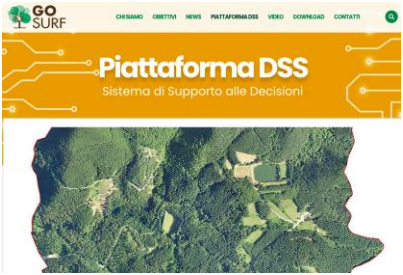 GO
SURF
CHI SIAMO OBIETTIVI NEWS PIATTAFORMA DSS VIDEO DOWNLOAD CONTATTI
Piattaforma DSS
Sistema di Supporto alle Decisioni